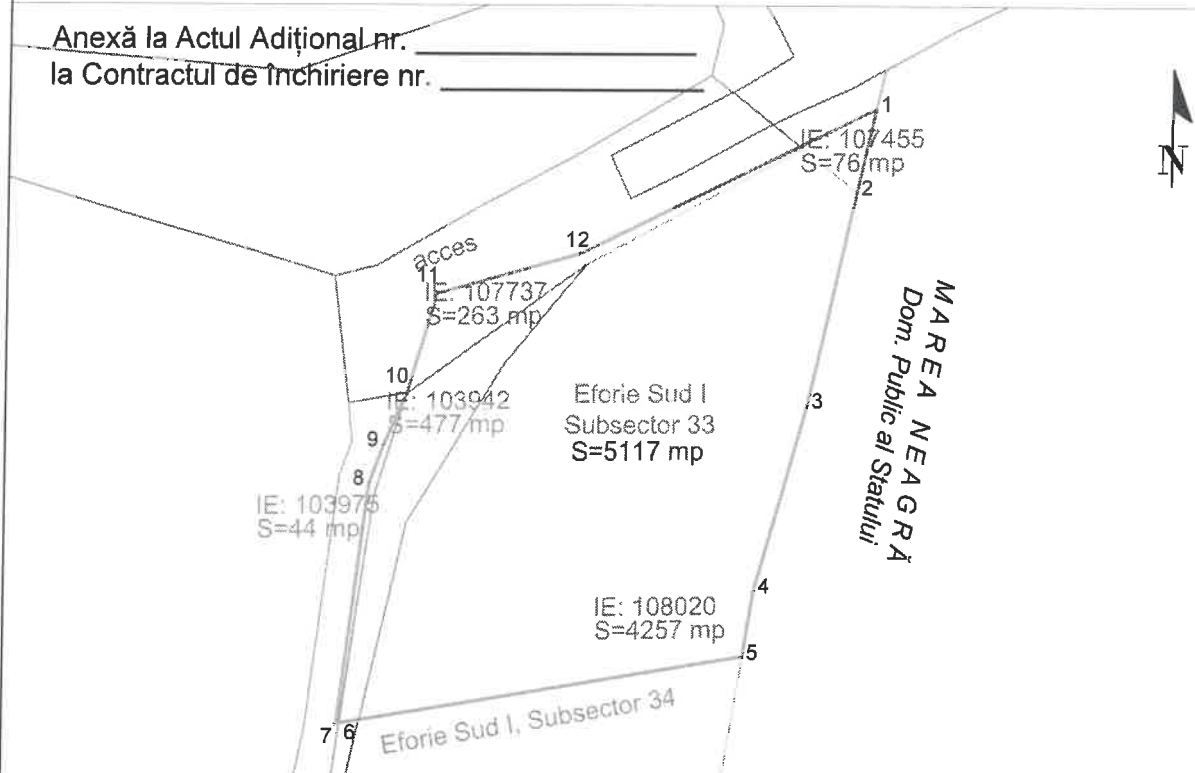 Anexă la Actul Adițional nr.
la Contractul de închiriere nr.
1
IE: 107455
S=76 mp
2
N
12
acces
11
IE: 107737
S=263 mp
10
IE: 103942
S=477 mp
9
8
IE: 103975
S=44 mp
Eforie Sud I
Subsector 33
S=5117 mp
3
MAREA NEAGRĂ
Dom. Public al Statului
4
IE: 108020
S=4257 mp
5
7
6
Eforie Sud I, Subsector 34